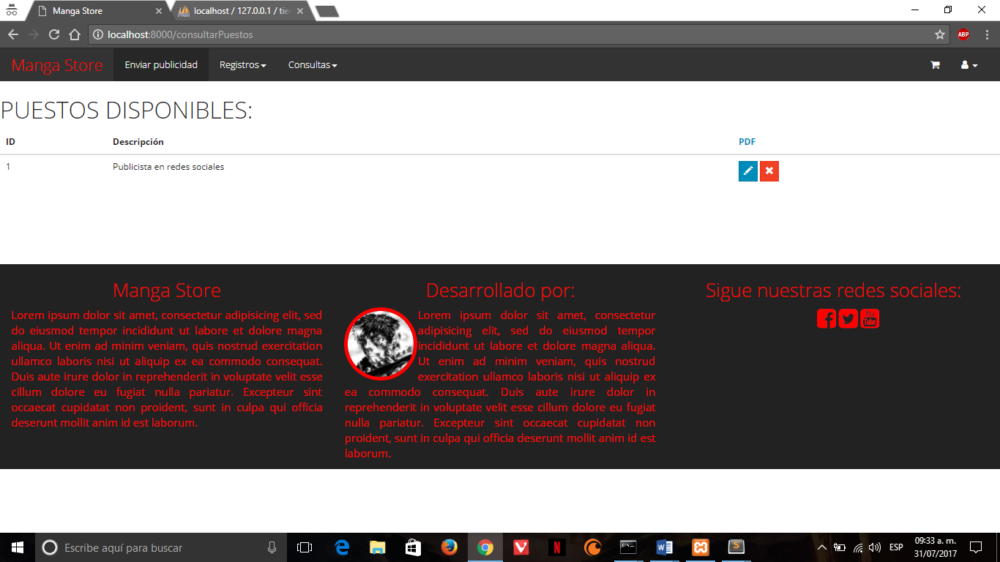 Manga Store
localhost / 127.0.0.1 / tie
localhost:8000/consultarPuestos
ABP
Manga Store
Enviar publicidad
Registros
Consultas
PUESTOS DISPONIBLES:
ID Descripción PDF
1 Publicista en redes sociales
Manga Store
Lorem ipsum dolor sit amet, consectetur adipisicing elit, sed
do eiusmod tempor incididunt ut labore et dolore magna
aliqua. Ut enim ad minim veniam, quis nostrud exercitation
ullamco laboris nisi ut aliquip ex ea commodo consequat.
Duis aute irure dolor in reprehenderit in voluptate velit esse
cillum dolore eu fugiat nulla pariatur. Excepteur sint
occaecat cupidatat non proident, sunt in culpa qui officia
deserunt mollit anim id est laborum.
Desarrollado por:
Lorem ipsum dolor sit amet, consectetur
adipisicing elit, sed do eiusmod tempor
incididunt ut labore et dolore magna aliqua.
Ut enim ad minim veniam, quis nostrud
exercitation ullamco laboris nisi ut aliquip ex
ea commodo consequat. Duis aute irure dolor in
reprehenderit in voluptate velit esse cillum dolore eu fugiat
nulla pariatur. Excepteur sint occaecat cupidatat non
proident, sunt in culpa qui officia deserunt mollit anim id est
laborum.
Sigue nuestras redes sociales:
You
Tube
Escribe aquí para buscar
ESP
09:33 a. m.
31/07/2017